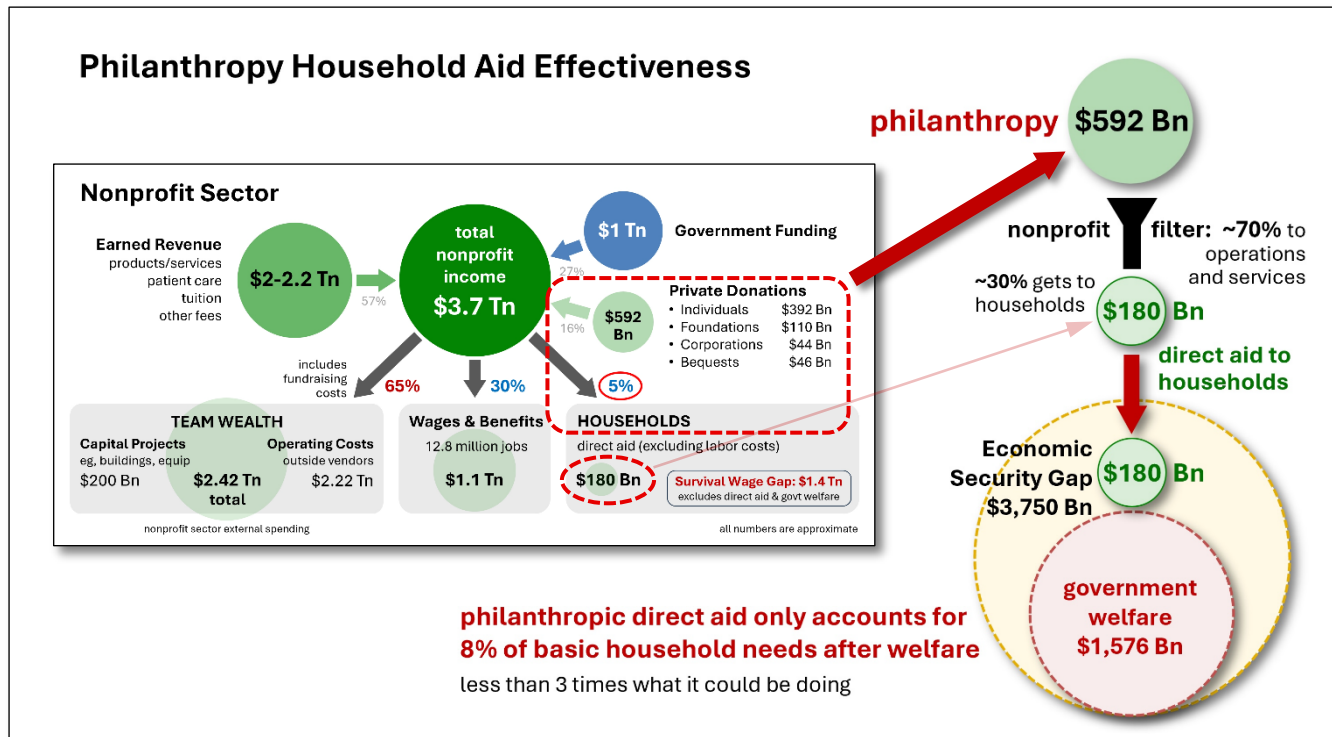 Philanthropy Household Aid Effectiveness
philanthropy
$592 Bn
Nonprofit Sector
Earned Revenue
products/services
patient care
tuition
other fees
$2-2.2 Tn
57%
total
nonprofit
income
$3.7 Tn
$1 Tn
Government Funding
27%
$592
Bn
16%
Private Donations
• Individuals $392 Bn
• Foundations $110 Bn
• Corporations $44 Bn
• Bequests $46 Bn
includes
fundraising
costs
65%
30%
5%
TEAM WEALTH
Capital Projects
eg, buildings, equip
$200 Bn
$2.42 Tn
total
Operating Costs
outside vendors
$2.22 Tn
Wages & Benefits
12.8 million jobs
$1.1 Tn
HOUSEHOLDS
direct aid (excluding labor costs)
$180 Bn
Survival Wage Gap: $1.4 Tn
excludes direct aid & govt welfare
nonprofit sector external spending
all numbers are approximate
nonprofit filter: ~70% to
operations
and services
~30% gets to
households
$180 Bn
direct aid to
households
Economic
Security Gap
$3,750 Bn
$180 Bn
government
welfare
$1,576 Bn
philanthropic direct aid only accounts for
8% of basic household needs after welfare
less than 3 times what it could be doing